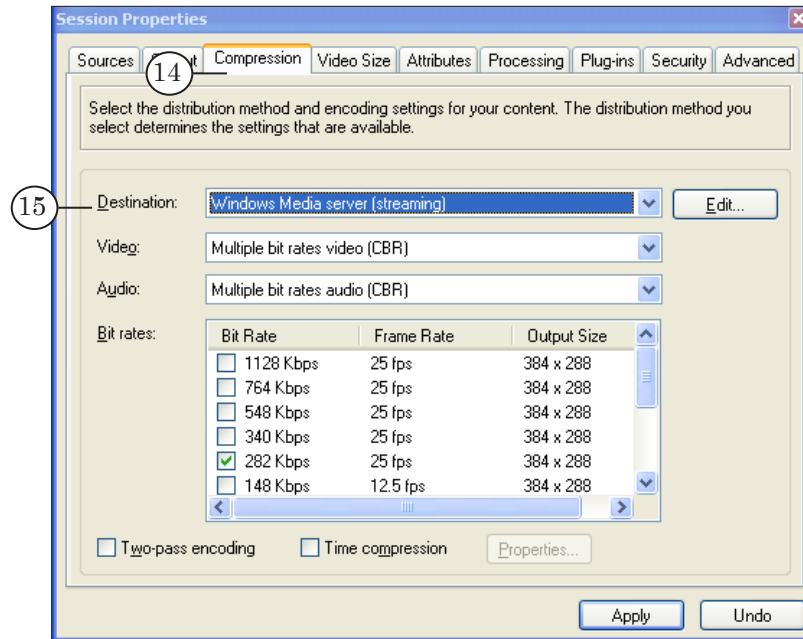 Session Properties
Sources Compression Video Size Attributes Processing Plug-ins Security Advanced
14
Select the distribution method and encoding settings for your content. The distribution method you
select determines the settings that are available.
15
Destination: Windows Media server (streaming) Edit...
Video: Multiple bit rates video (CBR)
Audio: Multiple bit rates audio (CBR)
Bit rates: Bit Rate Frame Rate Output Size
1128 Kbps 25 fps 384 x 288
764 Kbps 25 fps 384 x 288
548 Kbps 25 fps 384 x 288
340 Kbps 25 fps 384 x 288
282 Kbps 25 fps 384 x 288
148 Kbps 12.5 fps 384 x 288
Two-pass encoding Time compression Properties...
Apply Undo